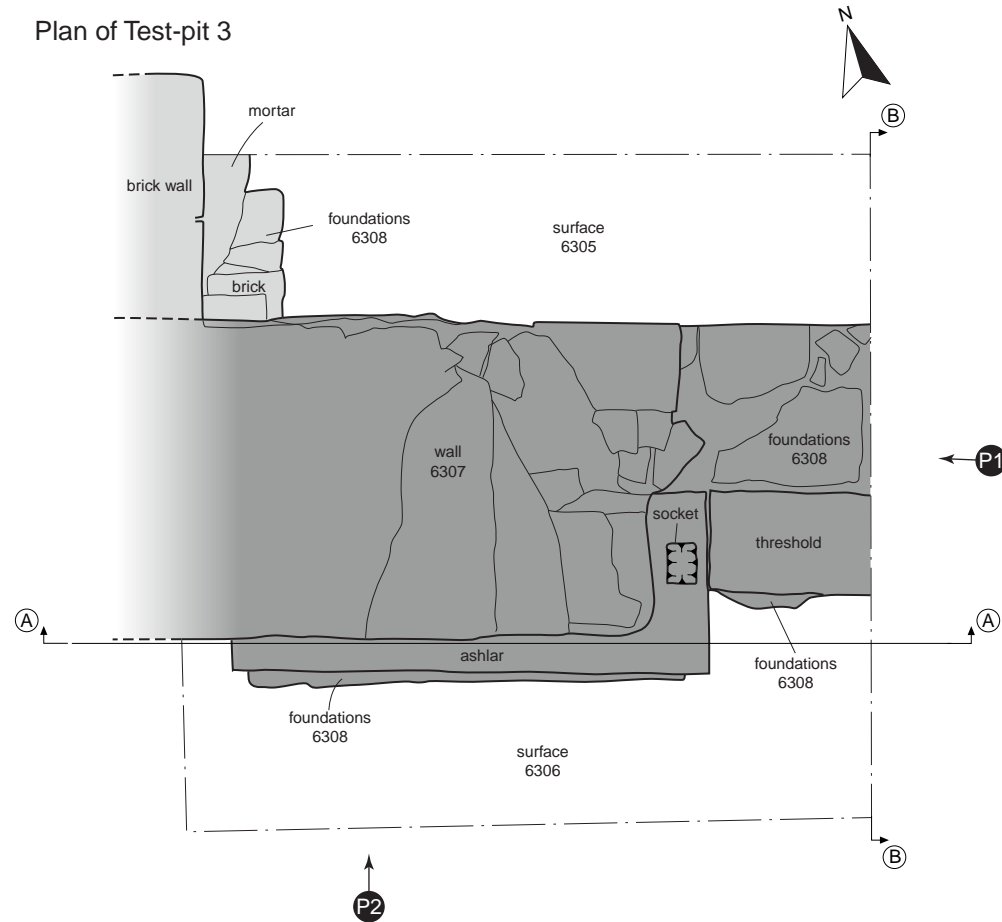 Plan of Test-pit 3
N
B
mortar
brick wall
foundations
6308
surface
6305
brick
wall
6307
foundations
6308
P1
socket
threshold
A
A
ashlar
foundations
6308
foundations
6308
surface
6306
B
P2